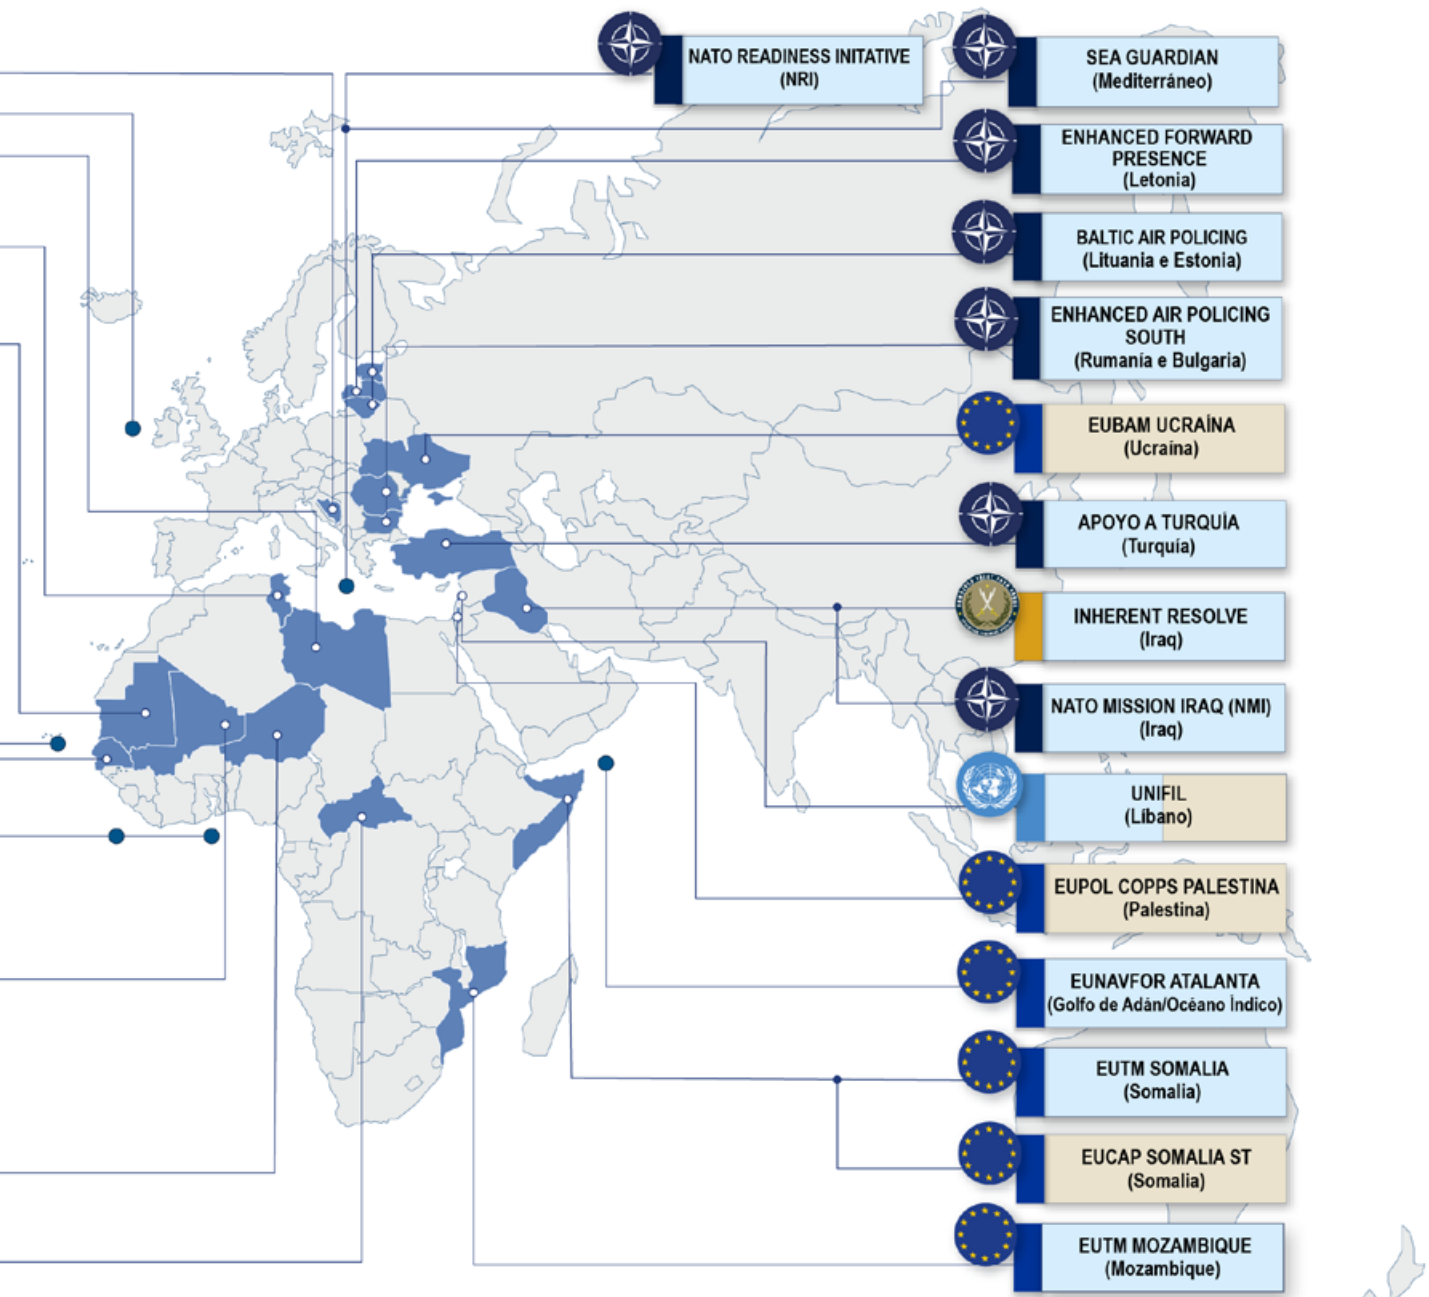 NATO READINESS INITATIVE
(NRI)
SEA GUARDIAN
(Mediterráneo)
ENHANCED FORWARD
PRESENCE
(Letonia)
BALTIC AIR POLICING
(Lituania e Estonia)
ENHANCED AIR POLICING
SOUTH
(Rumanía e Bulgaria)
EUBAM UCRAÍNA
(Ucraína)
APOYO A TURQUÍA
(Turquía)
INHERENT RESOLVE
(Iraq)
NATO MISSION IRAQ (NMI)
(Iraq)
UNIFIL
(Líbano)
EUPOL COPPS PALESTINA
(Palestina)
EUNAVFOR ATALANTA
(Golfo de Adán/Océano Índico)
EUTM SOMALIA
(Somalia)
EUCAP SOMALIA ST
(Somalia)
EUTM MOZAMBIQUE
(Mozambique)